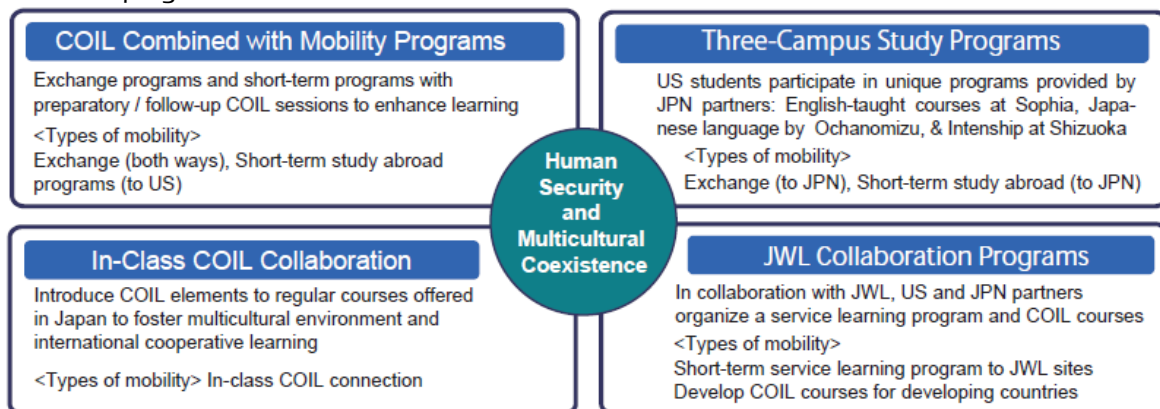 COIL Combined with Mobility Programs
Exchange programs and short-term programs with
preparatory / follow-up COIL sessions to enhance learning
<Types of mobility>
Exchange (both ways), Short-term study abroad
programs (to US)
Three-Campus Study Programs
US students participate in unique programs provided by
JPN partners: English-taught courses at Sophia, Japa-
nese language by Ochanomizu, & Intenship at Shizuoka
<Types of mobility>
Exchange (to JPN), Short-term study abroad (to JPN)
Human
Security
and
Multicultural
Coexistence
In-Class COIL Collaboration
Introduce COIL elements to regular courses offered
in Japan to foster multicultural environment and
international cooperative learning
<Types of mobility> In-class COIL connection
JWL Collaboration Programs
In collaboration with JWL, US and JPN partners
organize a service learning program and COIL courses
<Types of mobility>
Short-term service learning program to JWL sites
Develop COIL courses for developing countries